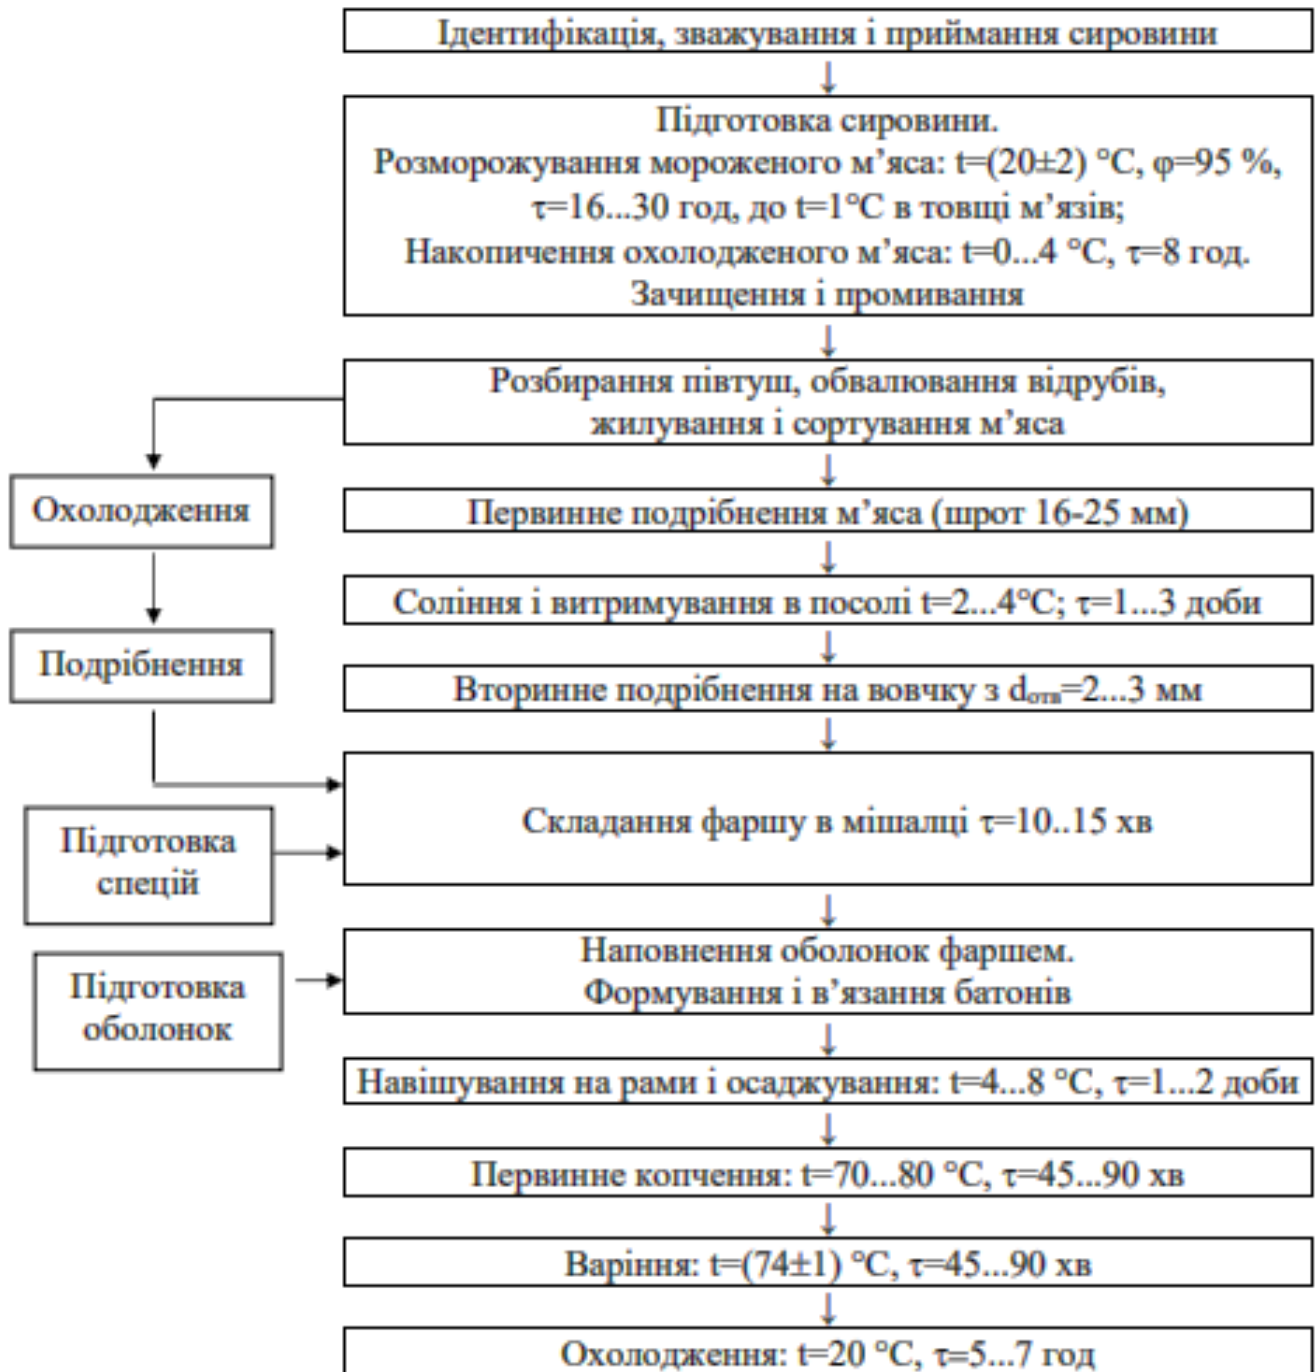 Ідентифікація, зважування і приймання сировини
Підготовка сировини.
Розморожування мороженого м’яса: t=(20±2) °С, φ=95 %,
τ=16...30 год, до t=1°С в товщі м’язів;
Накопичення охолодженого м’яса: t=0...4 °С, τ=8 год.
Зачищення і промивання
Розбирання півтуш, обвалювання відрубів,
жилування і сортування м’яса
Охолодження
Первинне подрібнення м’яса (шрот 16-25 мм)
Соління і витримування в посолі t=2...4°С; τ=1...3 доби
Подрібнення
Вторинне подрібнення на вовчку з dотв=2...3 мм
Складання фаршу в мішалці τ=10..15 хв
Підготовка
спецій
Наповнення оболонок фаршем.
Формування і в’язання батонів
Підготовка
оболонок
Навішування на рами і осаджування: t=4...8 °С, τ=1...2 доби
Первинне копчення: t=70...80 °С, τ=45...90 хв
Варіння: t=(74±1) °С, τ=45...90 хв
Охолодження: t=20 °С, τ=5...7 год